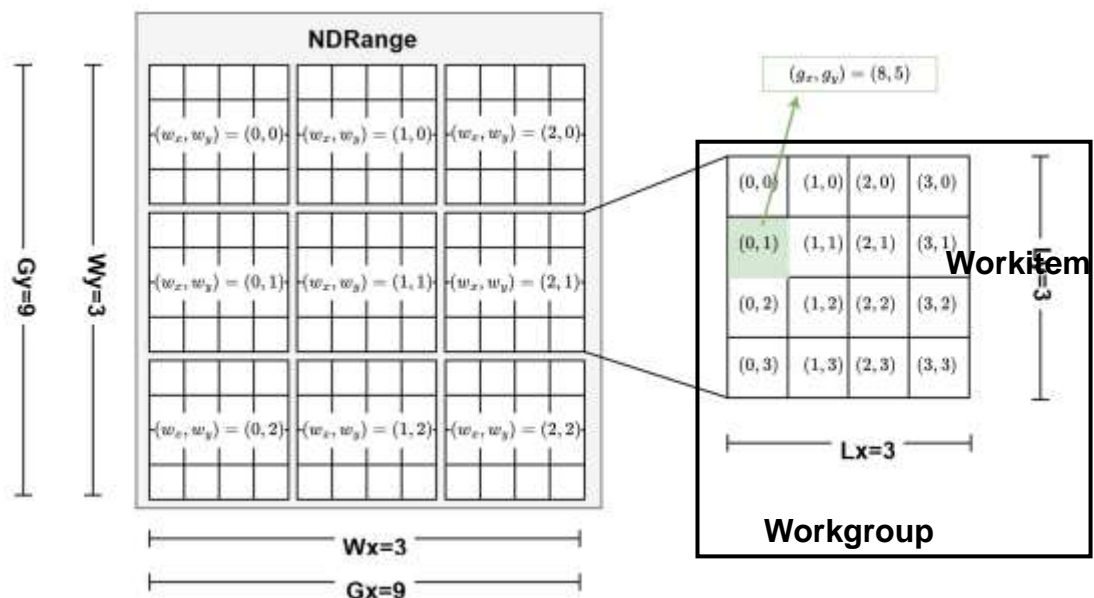 NDRange
(g_x, g_y) = (8, 5)
(w_x, w_y) = (0, 0) (w_x, w_y) = (1, 0) (w_x, w_y) = (2, 0)
(w_x, w_y) = (0, 1) (w_x, w_y) = (1, 1) (w_x, w_y) = (2, 1)
(w_x, w_y) = (0, 2) (w_x, w_y) = (1, 2) (w_x, w_y) = (2, 2)
Gy=9
Wy=3
Wx=3
Gx=9
(0, 0) (1, 0) (2, 0) (3, 0)
(0, 1) (1, 1) (2, 1) (3, 1)
(0, 2) (1, 2) (2, 2) (3, 2)
(0, 3) (1, 3) (2, 3) (3, 3)
Workitem
=3
Lx=3
Workgroup